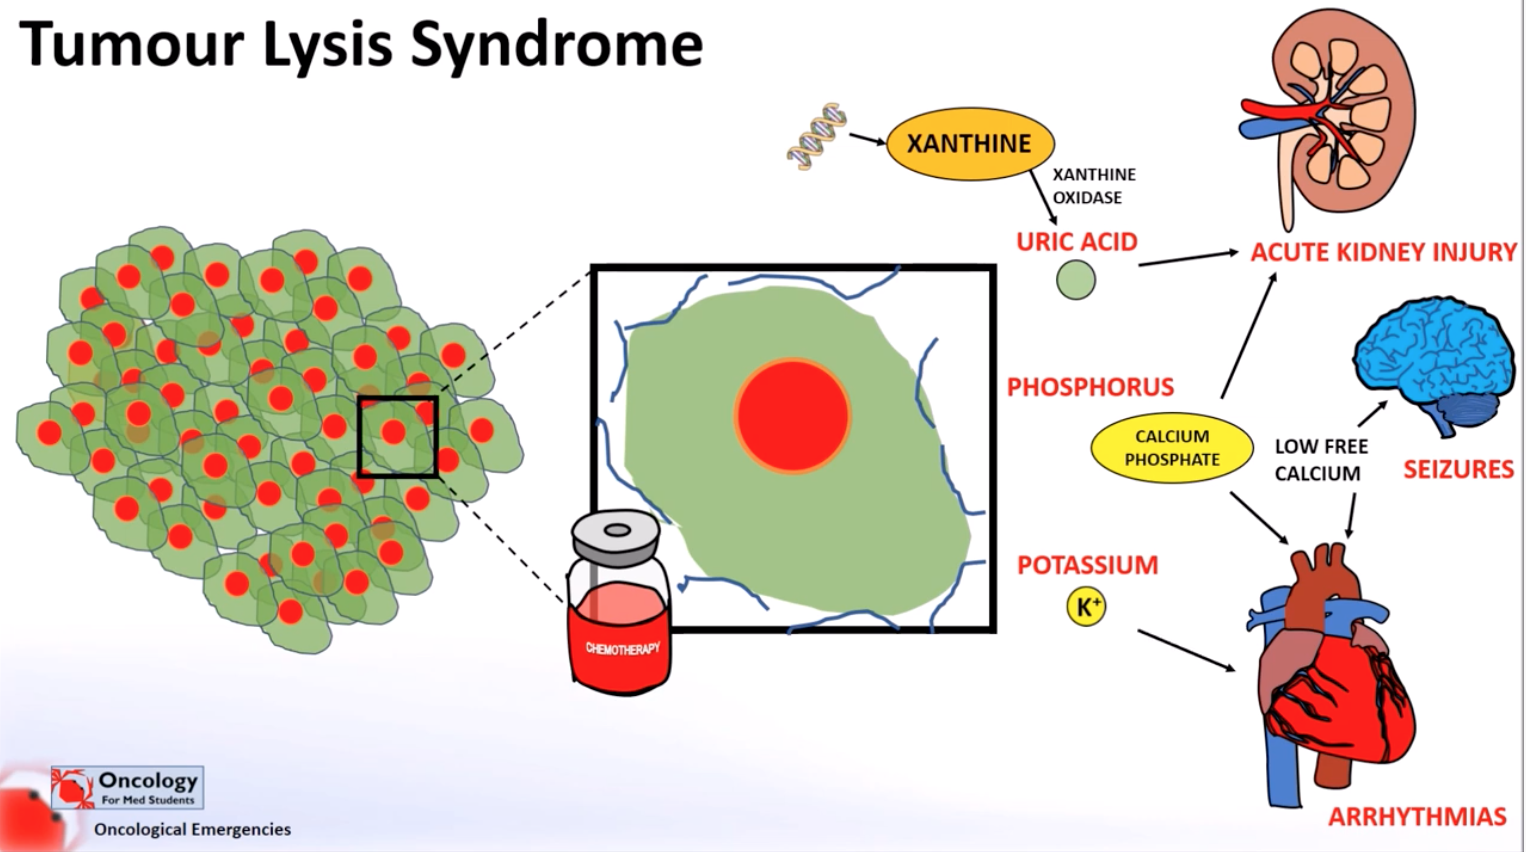 Tumour Lysis Syndrome
XANTHINE
XANTHINE
OXIDASE
URIC ACID
ACUTE KIDNEY INJURY
PHOSPHORUS
CALCIUM
PHOSPHATE
LOW FREE
CALCIUM
SEIZURES
POTASSIUM
K+
CHEMOTHERAPY
ARRHYTHMIAS
Oncology
For Med Students
Oncological Emergencies